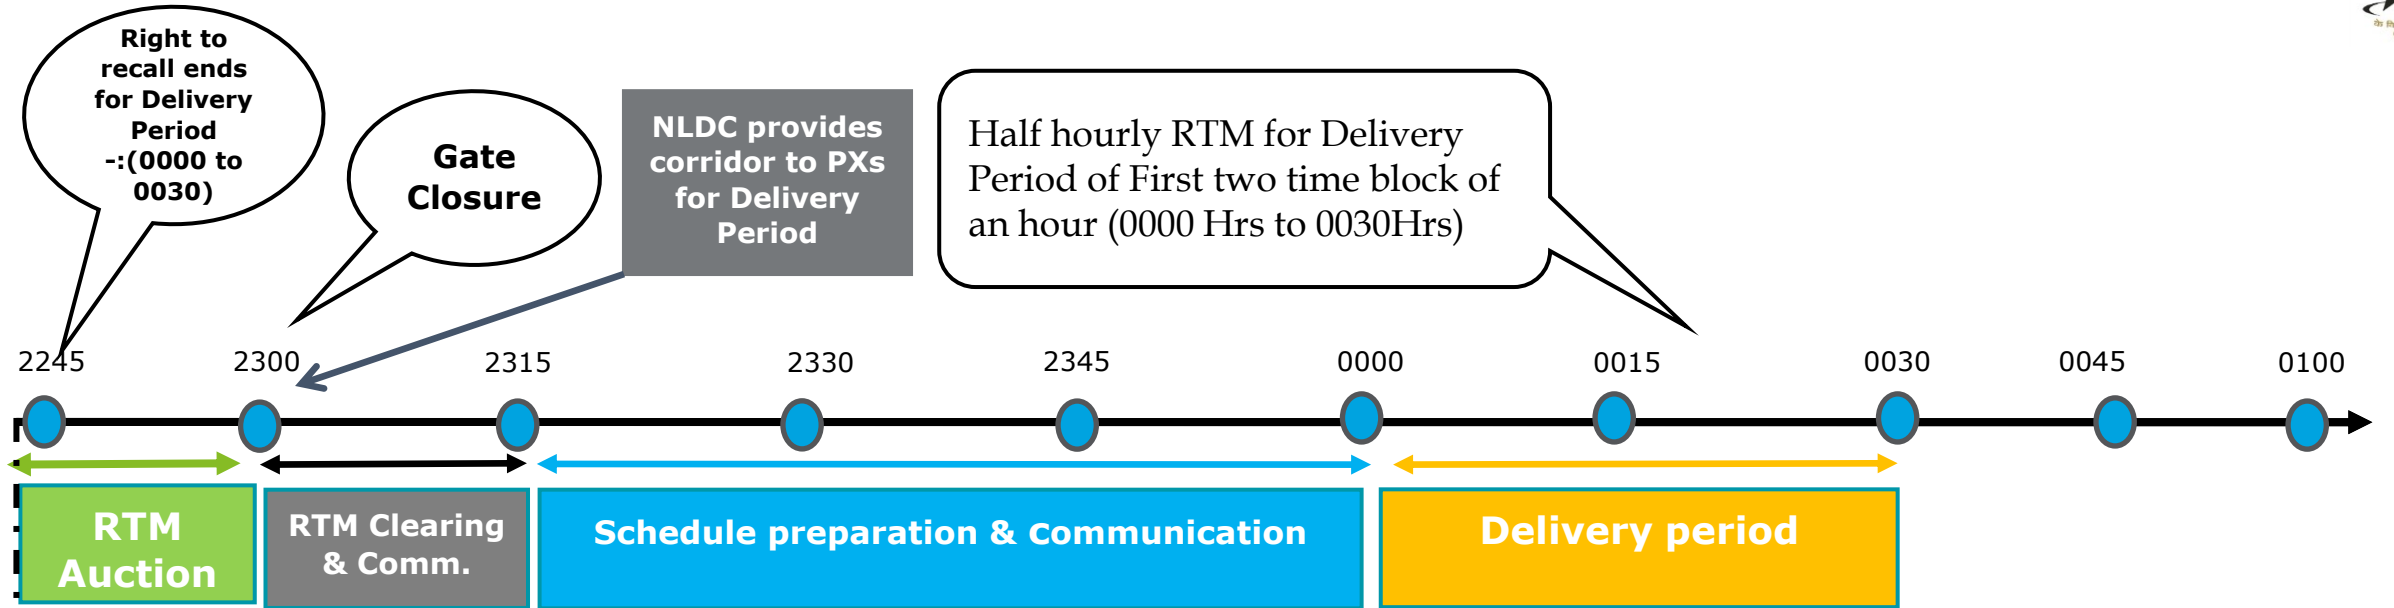 Right to
recall ends
for Delivery
Period
-:(0000 to
0030)
Gate
Closure
NLDC provides
corridor to PXs
for Delivery
Period
Half hourly RTM for Delivery
Period of First two time block of
an hour (0000 Hrs to 0030Hrs)
2245 2300 2315 2330 2345 0000 0015 0030 0045 0100
RTM
Auction
RTM Clearing
& Comm.
Schedule preparation & communication
Delivery period